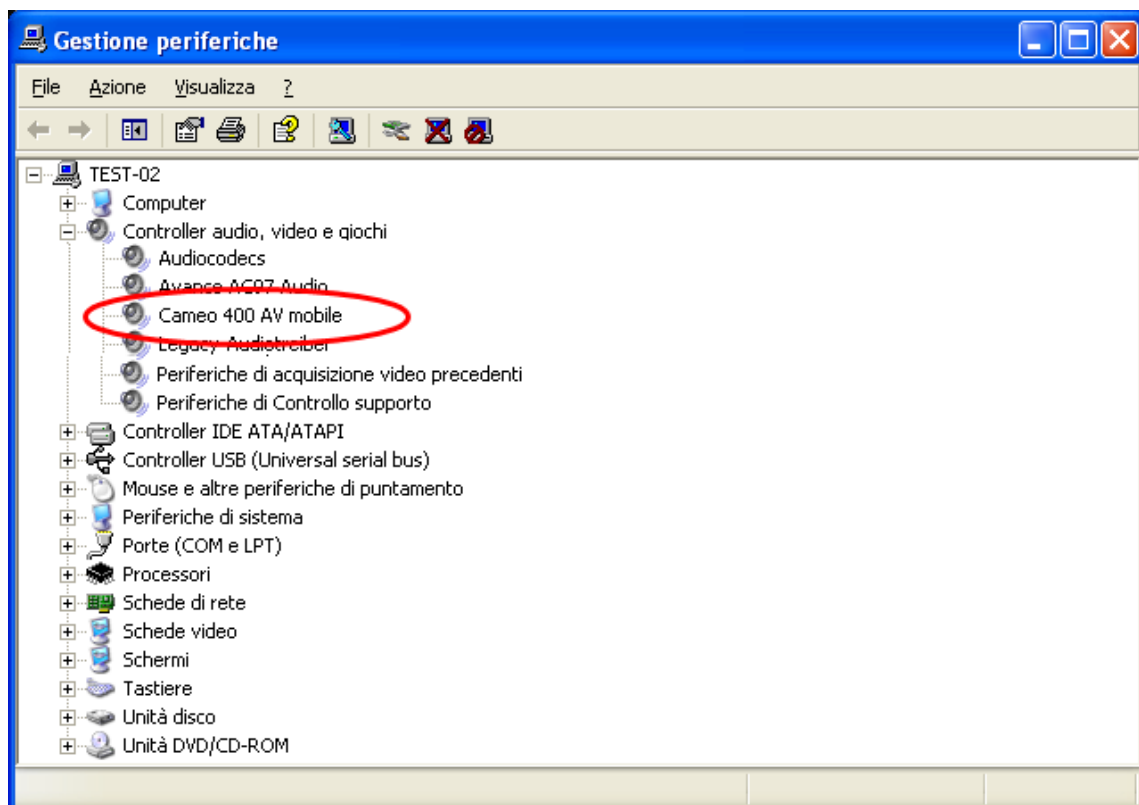 Gestione periferiche
File Azione Visualizza ?
TEST-02
Computer
Controller audio, video e giochi
Audiocodecs
Avance AC97 Audio
Cameo 400 AV mobile
Legacy-Audiotreiber
Periferiche di acquisizione video precedenti
Periferiche di Controllo supporto
Controller IDE ATA/ATAPI
Controller USB (Universal serial bus)
Mouse e altre periferiche di puntamento
Periferiche di sistema
Porte (COM e LPT)
Processori
Schede di rete
Schede video
Schermi
Tastiere
Unità disco
Unità DVD/CD-ROM